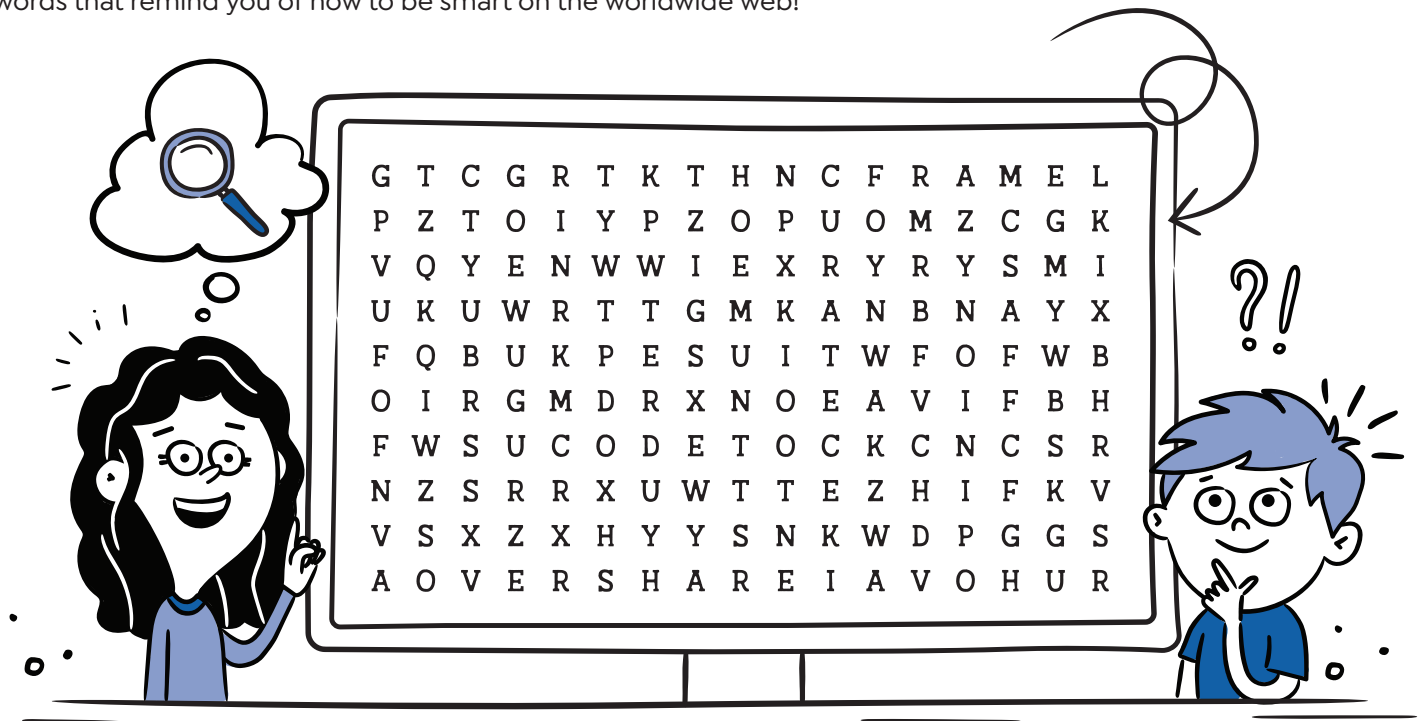 words that remind you of how to be smart on the worldwide web!
G T C G R T K T H N C F R A M E L
P Z T O I Y P Z O P U O M Z C G K
V Q Y E N W W I E X R Y R Y S M I
U K U W R T T G M K A N B N A Y X
F Q B U K P E S U I T W F O F W B
O I R G M D R X N O E A V I F B H
F W S U C O D E T O C K C N C S R
N Z S R R X U W T T E Z H I F K V
V S X Z X H Y Y S N K W D P G G S
A O V E R S H A R E I A V O H U R
?!